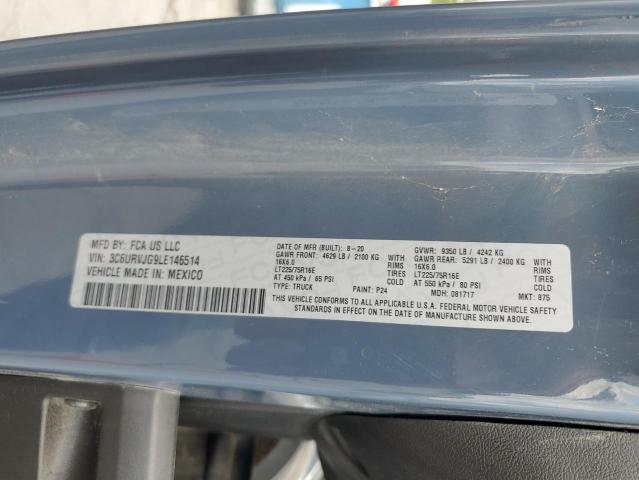 MFD BY: FCA US LLC
VIN: 3C6URVJG9LE146514
VEHICLE MADE IN: MEXICO
DATE OF MFR (BUILT): 8-20
GAWR FRONT: 4629 LB / 2100 KG WITH
16X6.0 RIMS
LT225/75R16E TIRES
AT 450 kPa / 65 PSI COLD
TYPE: TRUCK PAINT: P24
GVWR: 9350 LB / 4242 KG
GAWR REAR: 5291 LB / 2400 KG WITH
16X6.0 RIMS
LT225/75R16E TIRES
AT 550 kPa / 80 PSI COLD
MDH: 081717 MKT: 875
THIS VEHICLE CONFORMS TO ALL APPLICABLE U.S.A. FEDERAL MOTOR VEHICLE SAFETY
STANDARDS IN EFFECT ON THE DATE OF MANUFACTURE SHOWN ABOVE.